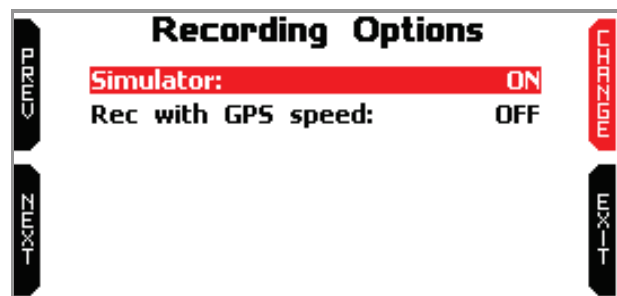 Recording Options
PREV
CHANGE
Simulator: ON
Rec with GPS speed: OFF
NEXT
EXIT